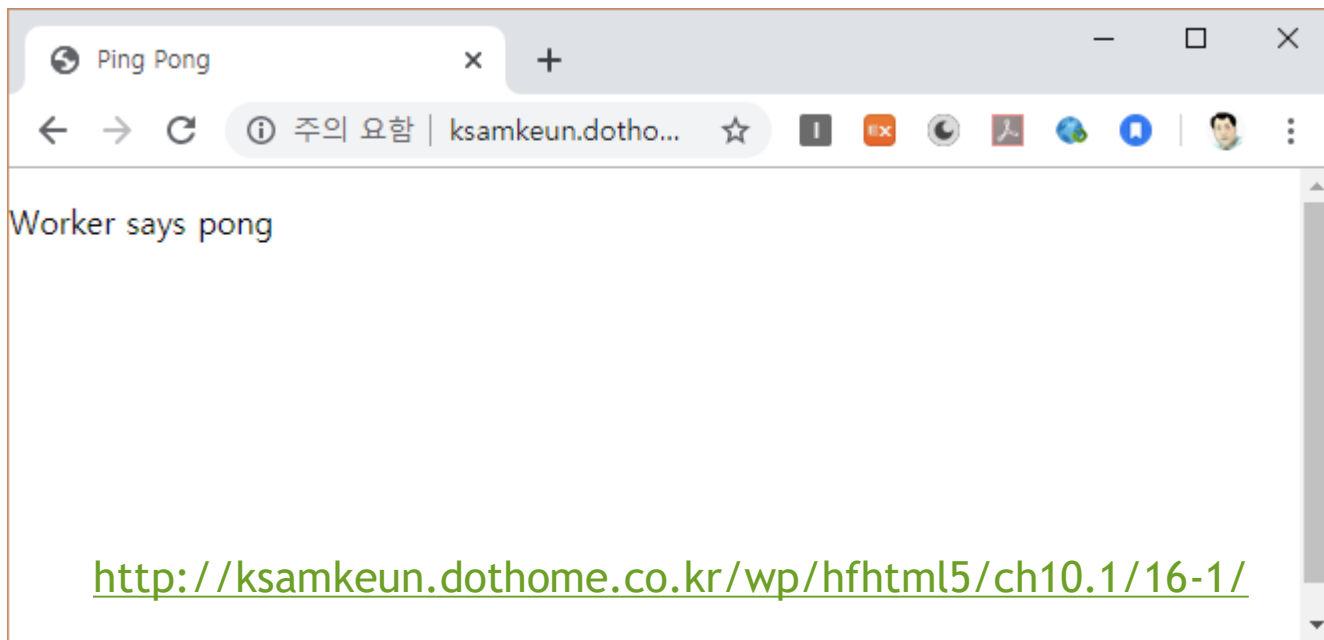 Ping Pong
주의 요함 | ksamkeun.dotho...
Worker says pong
http://ksamkeun.dothome.co.kr/wp/hfhtml5/ch10.1/16-1/